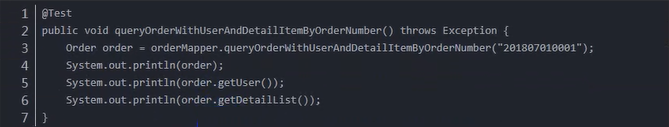 1 @Test
2 public void queryOrderWithUserAndDetailItemByOrderNumber() throws Exception {
3     Order order = orderMapper.queryOrderWithUserAndDetailItemByOrderNumber("201807010001");
4     System.out.println(order);
5     System.out.println(order.getUser());
6     System.out.println(order.getDetailList());
7 }